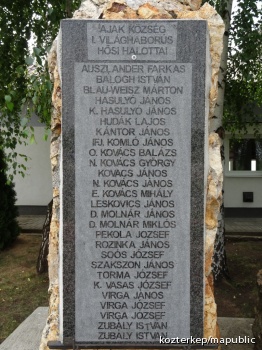 AJAK KÖZSÉG
I. VILÁGHÁBORÚS
HŐSI HALOTTAI
AUSZLANDER FARKAS
BALOGH ISTVÁN
BLAU-WEISZ MÁRTON
HASULYÓ JÁNOS
K. HASULYÓ JÁNOS
HUDÁK LAJOS
KÁNTOR JÁNOS
IFJ. KOMLÓ JÁNOS
O. KOVÁCS BALÁZS
N. KOVÁCS GYÖRGY
KOVÁCS JÁNOS
N. KOVÁCS JÁNOS
E. KOVÁCS MIHÁLY
LESKOVICS JÁNOS
D. MOLNÁR JÁNOS
D. MOLNÁR MIKLÓS
PEKOLA JÓZSEF
ROZINKA JÁNOS
SOÓS JÓZSEF
SZAKSZON JÁNOS
TORMA JÓZSEF
K. VASAS JÓZSEF
VIRGA JÁNOS
VIRGA JÓZSEF
VIRGA JÓZSEF
ZUBÁLY ISTVÁN
ZUBÁLY ISTVÁN
kozterkep/mapublic